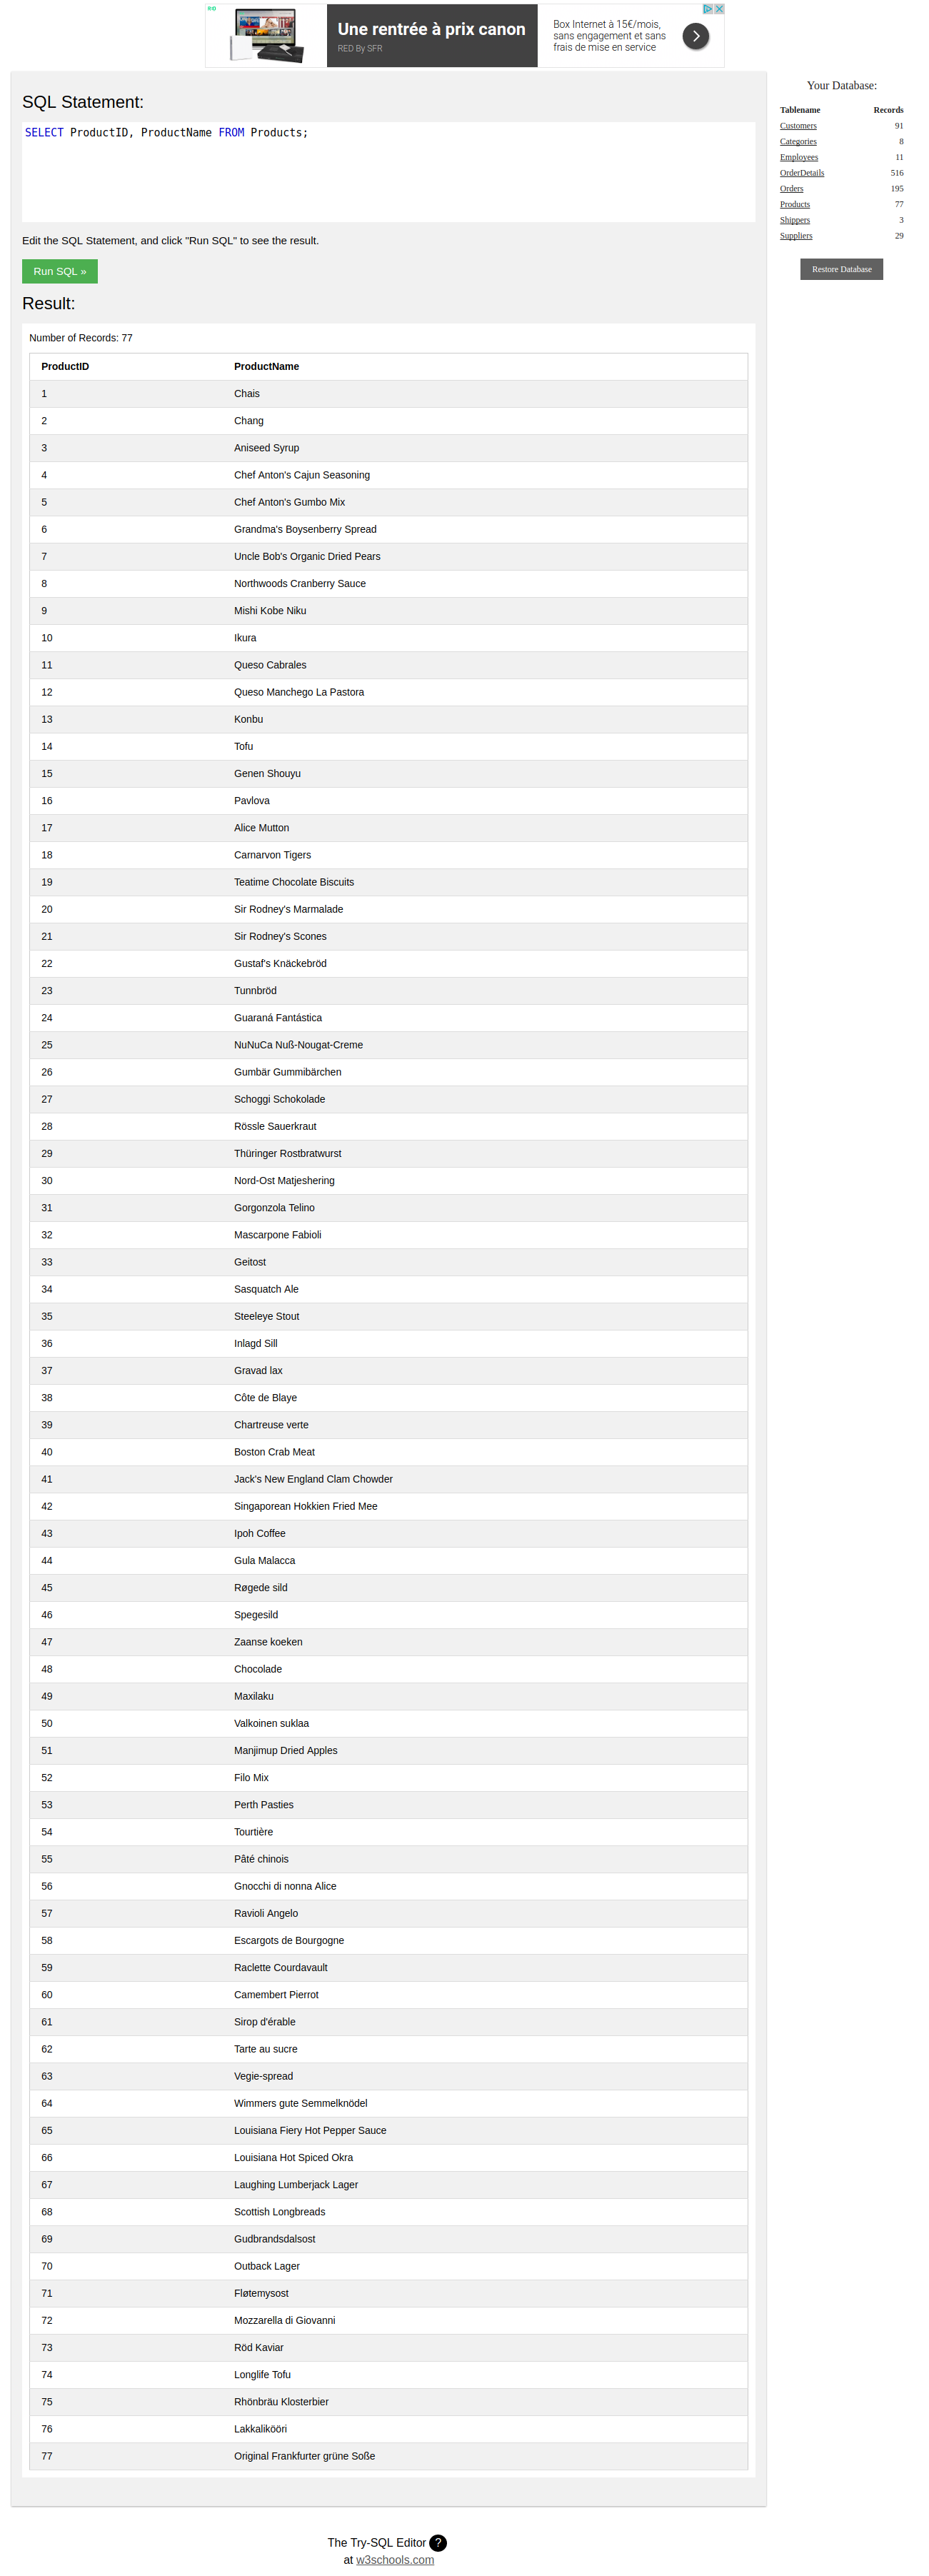 RED
Une rentrée à prix canon
RED By SFR
Box Internet à 15€/mois,
sans engagement et sans
frais de mise en service
SQL Statement:
SELECT ProductID, ProductName FROM Products;
Edit the SQL Statement, and click "Run SQL" to see the result.
Run SQL »
Result:
Number of Records: 77
ProductID ProductName
1 Chais
2 Chang
3 Aniseed Syrup
4 Chef Anton's Cajun Seasoning
5 Chef Anton's Gumbo Mix
6 Grandma's Boysenberry Spread
7 Uncle Bob's Organic Dried Pears
8 Northwoods Cranberry Sauce
9 Mishi Kobe Niku
10 Ikura
11 Queso Cabrales
12 Queso Manchego La Pastora
13 Konbu
14 Tofu
15 Genen Shouyu
16 Pavlova
17 Alice Mutton
18 Carnarvon Tigers
19 Teatime Chocolate Biscuits
20 Sir Rodney's Marmalade
21 Sir Rodney's Scones
22 Gustaf's Knäckebröd
23 Tunnbröd
24 Guaraná Fantástica
25 NuNuCa Nuß-Nougat-Creme
26 Gumbär Gummibärchen
27 Schoggi Schokolade
28 Rössle Sauerkraut
29 Thüringer Rostbratwurst
30 Nord-Ost Matjeshering
31 Gorgonzola Telino
32 Mascarpone Fabioli
33 Geitost
34 Sasquatch Ale
35 Steeleye Stout
36 Inlagd Sill
37 Gravad lax
38 Côte de Blaye
39 Chartreuse verte
40 Boston Crab Meat
41 Jack's New England Clam Chowder
42 Singaporean Hokkien Fried Mee
43 Ipoh Coffee
44 Gula Malacca
45 Røgede sild
46 Spegesild
47 Zaanse koeken
48 Chocolade
49 Maxilaku
50 Valkoinen suklaa
51 Manjimup Dried Apples
52 Filo Mix
53 Perth Pasties
54 Tourtière
55 Pâté chinois
56 Gnocchi di nonna Alice
57 Ravioli Angelo
58 Escargots de Bourgogne
59 Raclette Courdavault
60 Camembert Pierrot
61 Sirop d'érable
62 Tarte au sucre
63 Vegie-spread
64 Wimmers gute Semmelknödel
65 Louisiana Fiery Hot Pepper Sauce
66 Louisiana Hot Spiced Okra
67 Laughing Lumberjack Lager
68 Scottish Longbreads
69 Gudbrandsdalsost
70 Outback Lager
71 Fløtemysost
72 Mozzarella di Giovanni
73 Röd Kaviar
74 Longlife Tofu
75 Rhönbräu Klosterbier
76 Lakkalikööri
77 Original Frankfurter grüne Soße
Your Database:
Tablename Records
Customers 91
Categories 8
Employees 11
OrderDetails 516
Orders 195
Products 77
Shippers 3
Suppliers 29
Restore Database
The Try-SQL Editor ?
at w3schools.com